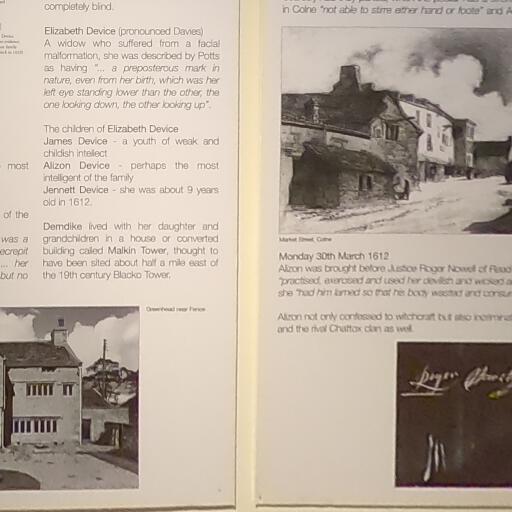 completely blind.
Elizabeth Device (pronounced Davies)
A widow who suffered from a facial
malformation, she was described by Potts
as having "... a preposterous mark in
nature, even from her birth, which was her
left eye standing lower than the other, the
one looking down, the other looking up".
The children of Elizabeth Device
James Device - a youth of weak and
childish intellect
Alizon Device - perhaps the most
intelligent of the family
Jennett Device - she was about 9 years
old in 1612.
Demdike lived with her daughter and
grandchildren in a house or converted
building called Malkin Tower, thought to
have been sited about half a mile east of
the 19th century Blacko Tower.
most
of the
was a
ecrepit
... her
but no
Greenhead near Fence
in Colne "not able to stirre either hand or foote" and A
Market Street, Colne
Monday 30th March 1612
Alizon was brought before Justice Roger Nowell of Read
"practised, exercised and used her devilish and wicked a
she "had him lamed so that his body wasted and consu
Alizon not only confessed to witchcraft but also incrimina
and the rival Chattox clan as well.